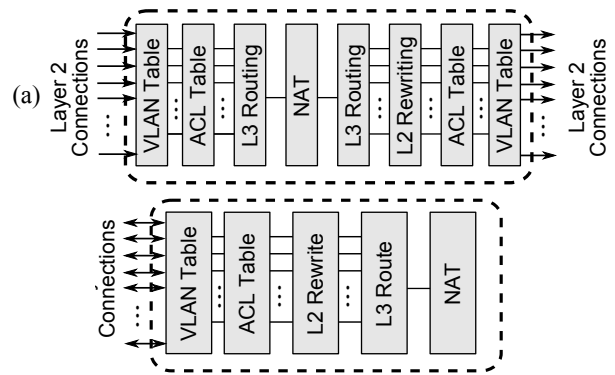 (a)
Layer 2
Connections
VLAN Table
ACL Table
L3 Routing
NAT
L3 Routing
L2 Rewriting
ACL Table
VLAN Table
Layer 2
Connections
Connections
VLAN Table
ACL Table
L2 Rewrite
L3 Route
NAT